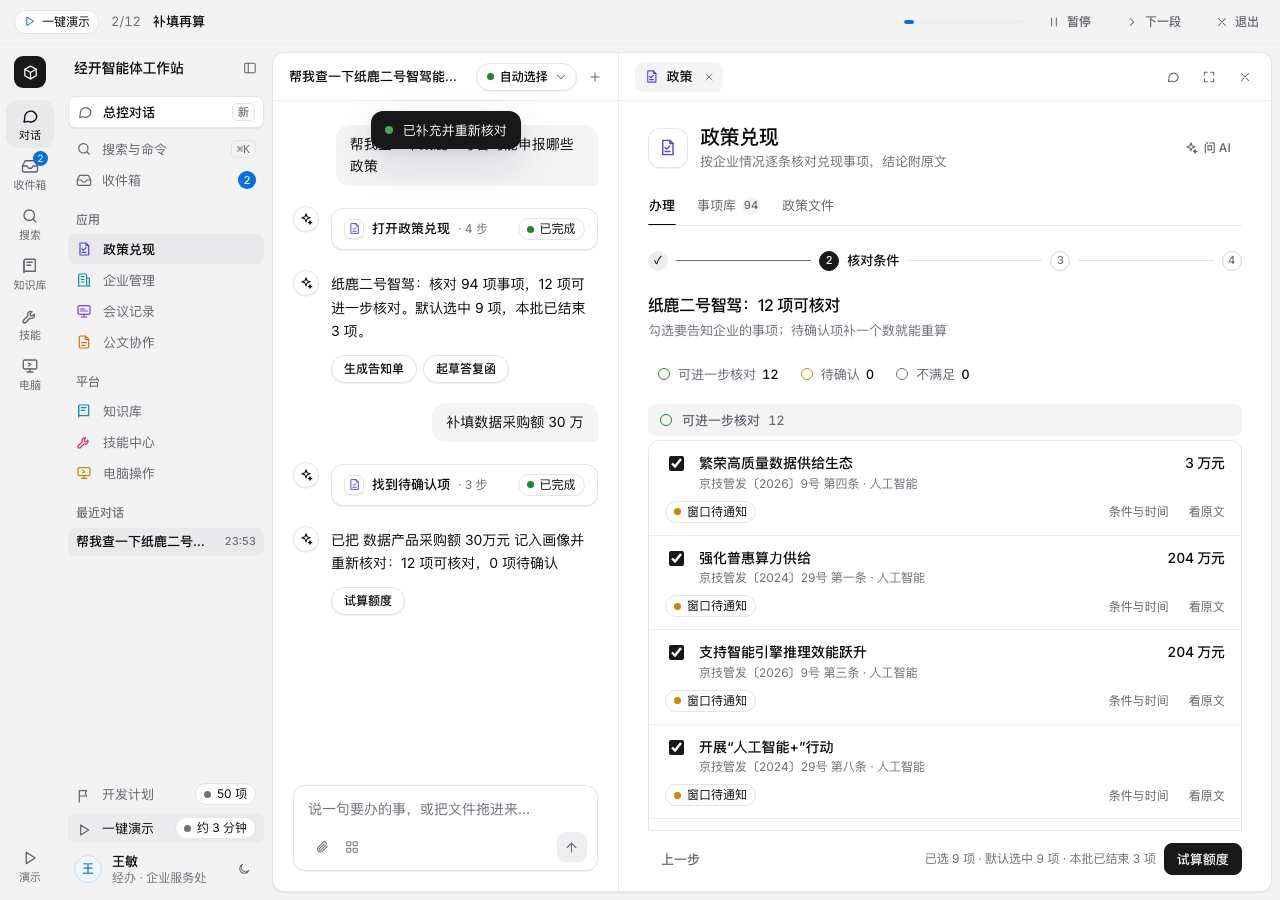 一键演示
2/12
补填再算
暂停
下一段
退出
对话
2
收件箱
搜索
知识库
技能
电脑
演示
经开智能体工作站
总控对话
新
搜索与命令
⌘K
收件箱
2
应用
政策兑现
企业管理
会议记录
公文协作
平台
知识库
技能中心
电脑操作
最近对话
帮我查一下纸鹿二号...
23:53
开发计划
50 项
一键演示
约 3 分钟
王
王敏
经办 · 企业服务处
帮我查一下纸鹿二号智驾能...
自动选择
已补充并重新核对
能申报哪些
政策
打开政策兑现 · 4 步
已完成
纸鹿二号智驾：核对 94 项事项，12 项可
进一步核对。默认选中 9 项，本批已结束
3 项。
生成告知单
起草答复函
补填数据采购额 30 万
找到待确认项 · 3 步
已完成
已把 数据产品采购额 30万元 记入画像并
重新核对：12 项可核对，0 项待确认
试算额度
说一句要办的事，或把文件拖进来...
政策
政策兑现
按企业情况逐条核对兑现事项，结论附原文
问 AI
办理
事项库 94
政策文件
2 核对条件
3
4
纸鹿二号智驾：12 项可核对
勾选要告知企业的事项；待确认项补一个数就能重算
可进一步核对 12
待确认 0
不满足 0
可进一步核对 12
繁荣高质量数据供给生态
3 万元
京技管发〔2026〕9号 第四条 · 人工智能
窗口待通知
条件与时间
看原文
强化普惠算力供给
204 万元
京技管发〔2024〕29号 第一条 · 人工智能
窗口待通知
条件与时间
看原文
支持智能引擎推理效能跃升
204 万元
京技管发〔2026〕9号 第三条 · 人工智能
窗口待通知
条件与时间
看原文
开展“人工智能+”行动
京技管发〔2024〕29号 第八条 · 人工智能
窗口待通知
条件与时间
看原文
上一步
已选 9 项 · 默认选中 9 项 · 本批已结束 3 项
试算额度